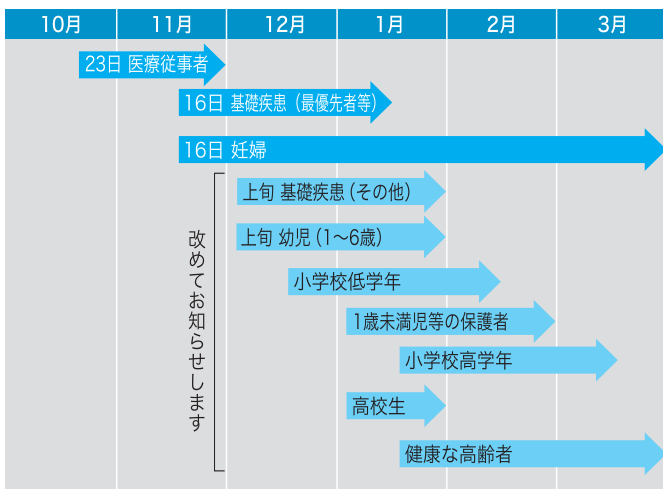 10月 11月 12月 1月 2月 3月
23日 医療従事者
16日 基礎疾患（最優先者等）
16日 妊婦
上旬 基礎疾患（その他）
上旬 幼児（1〜6歳）
小学校低学年
1歳未満児等の保護者
小学校高学年
高校生
健康な高齢者
改めてお知らせします